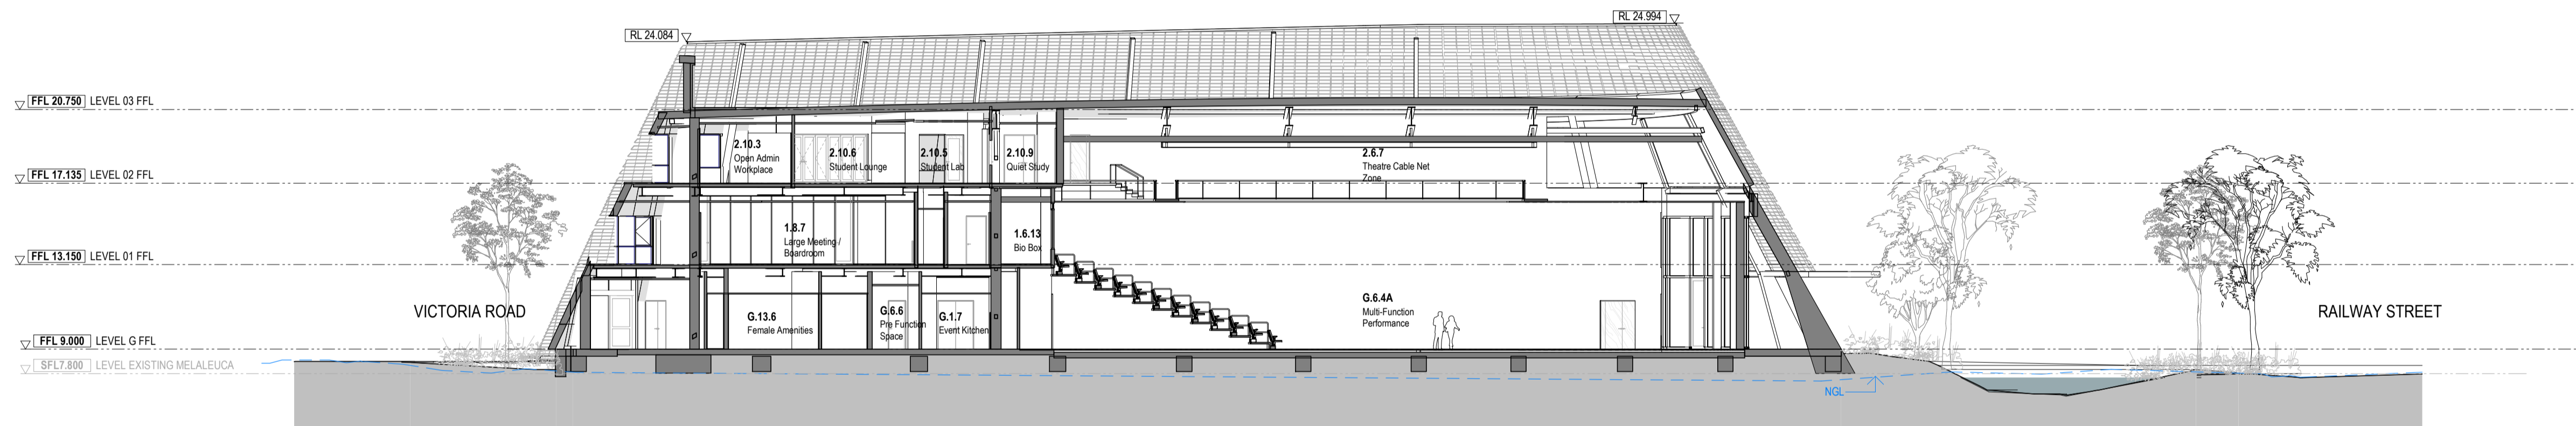 RL 24.994
RL 24.084
FFL 20.750 LEVEL 03 FFL
2.10.3
Open Admin
Workplace
2.10.6
Student Lounge
2.10.5
Student Lab
2.10.9
Quiet Study
2.6.7
Theatre Cable Net
Zone
FFL 17.135 LEVEL 02 FFL
1.8.7
Large Meeting /
Boardroom
1.6.13
Bio Box
FFL 13.150 LEVEL 01 FFL
VICTORIA ROAD
G.13.6
Female Amenities
G.6.6
Pre Function
Space
G.1.7
Event Kitchen
G.6.4A
Multi-Function
Performance
RAILWAY STREET
FFL 9.000 LEVEL G FFL
SFL7.800 LEVEL EXISTING MELALEUCA
NGL